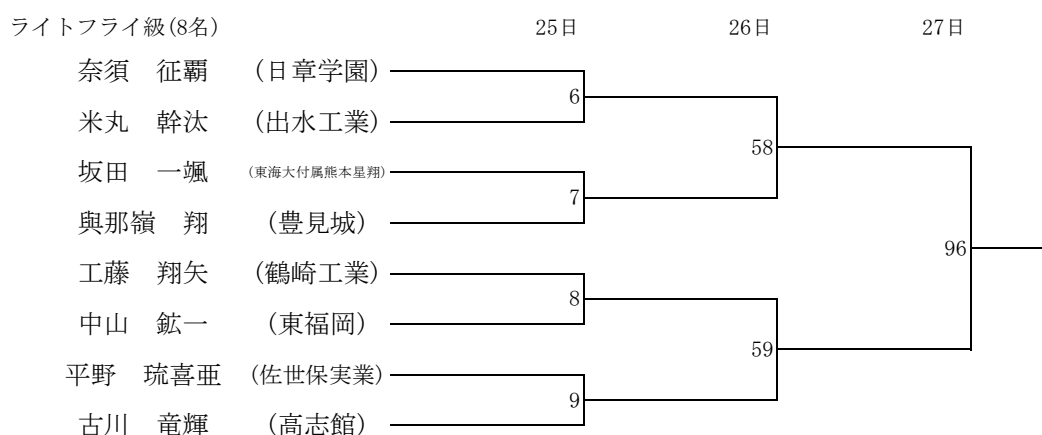 ライトフライ級(8名) 25日 26日 27日
奈須 征覇 (日章学園)
6
米丸 幹汰 (出水工業)
58
坂田 一颯 (東海大付属熊本星翔)
7
與那嶺 翔 (豊見城)
96
工藤 翔矢 (鶴崎工業)
8
中山 鉱一 (東福岡)
59
平野 琉喜亜 (佐世保実業)
9
古川 竜輝 (高志館)